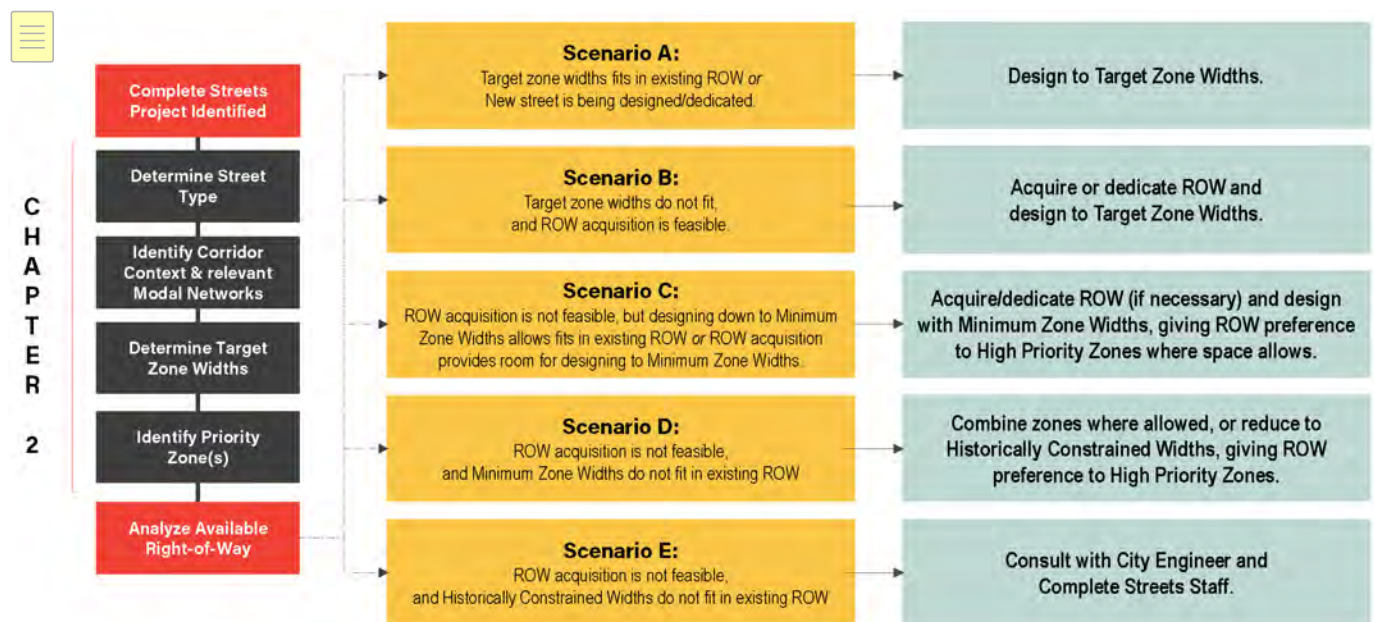 CHAPTER 2
Complete Streets
Project Identified
Determine Street
Type
Identify Corridor
Context & relevant
Modal Networks
Determine Target
Zone Widths
Identify Priority
Zone(s)
Analyze Available
Right-of-Way
Scenario A:
Target zone widths fits in existing ROW or
New street is being designed/dedicated.
Design to Target Zone Widths.
Scenario B:
Target zone widths do not fit,
and ROW acquisition is feasible.
Acquire or dedicate ROW and
design to Target Zone Widths.
Scenario C:
ROW acquisition is not feasible, but designing down to Minimum
Zone Widths allows fits in existing ROW or ROW acquisition
provides room for designing to Minimum Zone Widths.
Acquire/dedicate ROW (if necessary) and design
with Minimum Zone Widths, giving ROW preference
to High Priority Zones where space allows.
Scenario D:
ROW acquisition is not feasible,
and Minimum Zone Widths do not fit in existing ROW
Combine zones where allowed, or reduce to
Historically Constrained Widths, giving ROW
preference to High Priority Zones.
Scenario E:
ROW acquisition is not feasible,
and Historically Constrained Widths do not fit in existing ROW
Consult with City Engineer and
Complete Streets Staff.